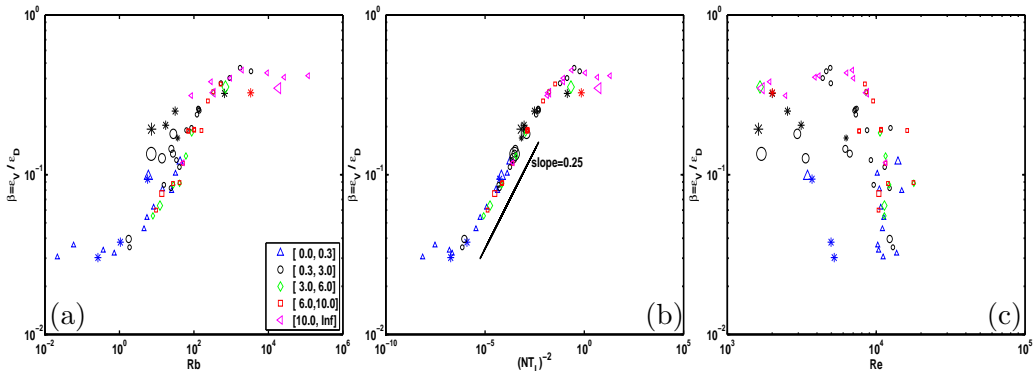 10^0
10^-1
10^-2
β=ε_V / ε_D
10^-2
10^0
10^2
10^4
10^6
Rb
(a)
[ 0.0, 0.3]
[ 0.3, 3.0]
[ 3.0, 6.0]
[ 6.0,10.0]
[10.0, Inf]
10^0
10^-1
10^-2
β=ε_V / ε_D
10^-10
10^-5
10^0
10^5
(NT_L)^-2
slope=0.25
(b)
10^0
10^-1
10^-2
β=ε_V / ε_D
10^3
10^4
10^5
Re
(c)